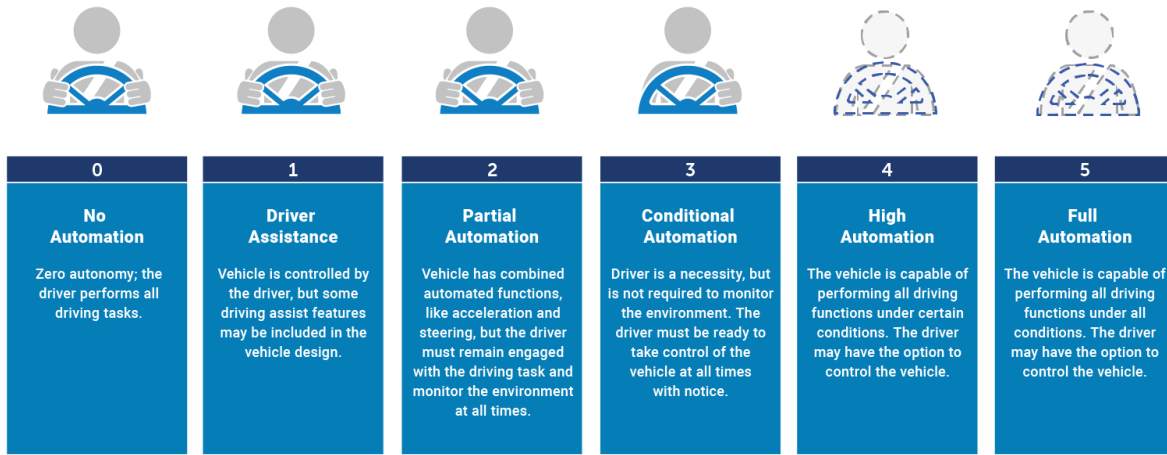 0
No
Automation
Zero autonomy; the
driver performs all
driving tasks.
1
Driver
Assistance
Vehicle is controlled by
the driver, but some
driving assist features
may be included in the
vehicle design.
2
Partial
Automation
Vehicle has combined
automated functions,
like acceleration and
steering, but the driver
must remain engaged
with the driving task and
monitor the environment
at all times.
3
Conditional
Automation
Driver is a necessity, but
is not required to monitor
the environment. The
driver must be ready to
take control of the
vehicle at all times
with notice.
4
High
Automation
The vehicle is capable of
performing all driving
functions under certain
conditions. The driver
may have the option to
control the vehicle.
5
Full
Automation
The vehicle is capable of
performing all driving
functions under all
conditions. The driver
may have the option to
control the vehicle.